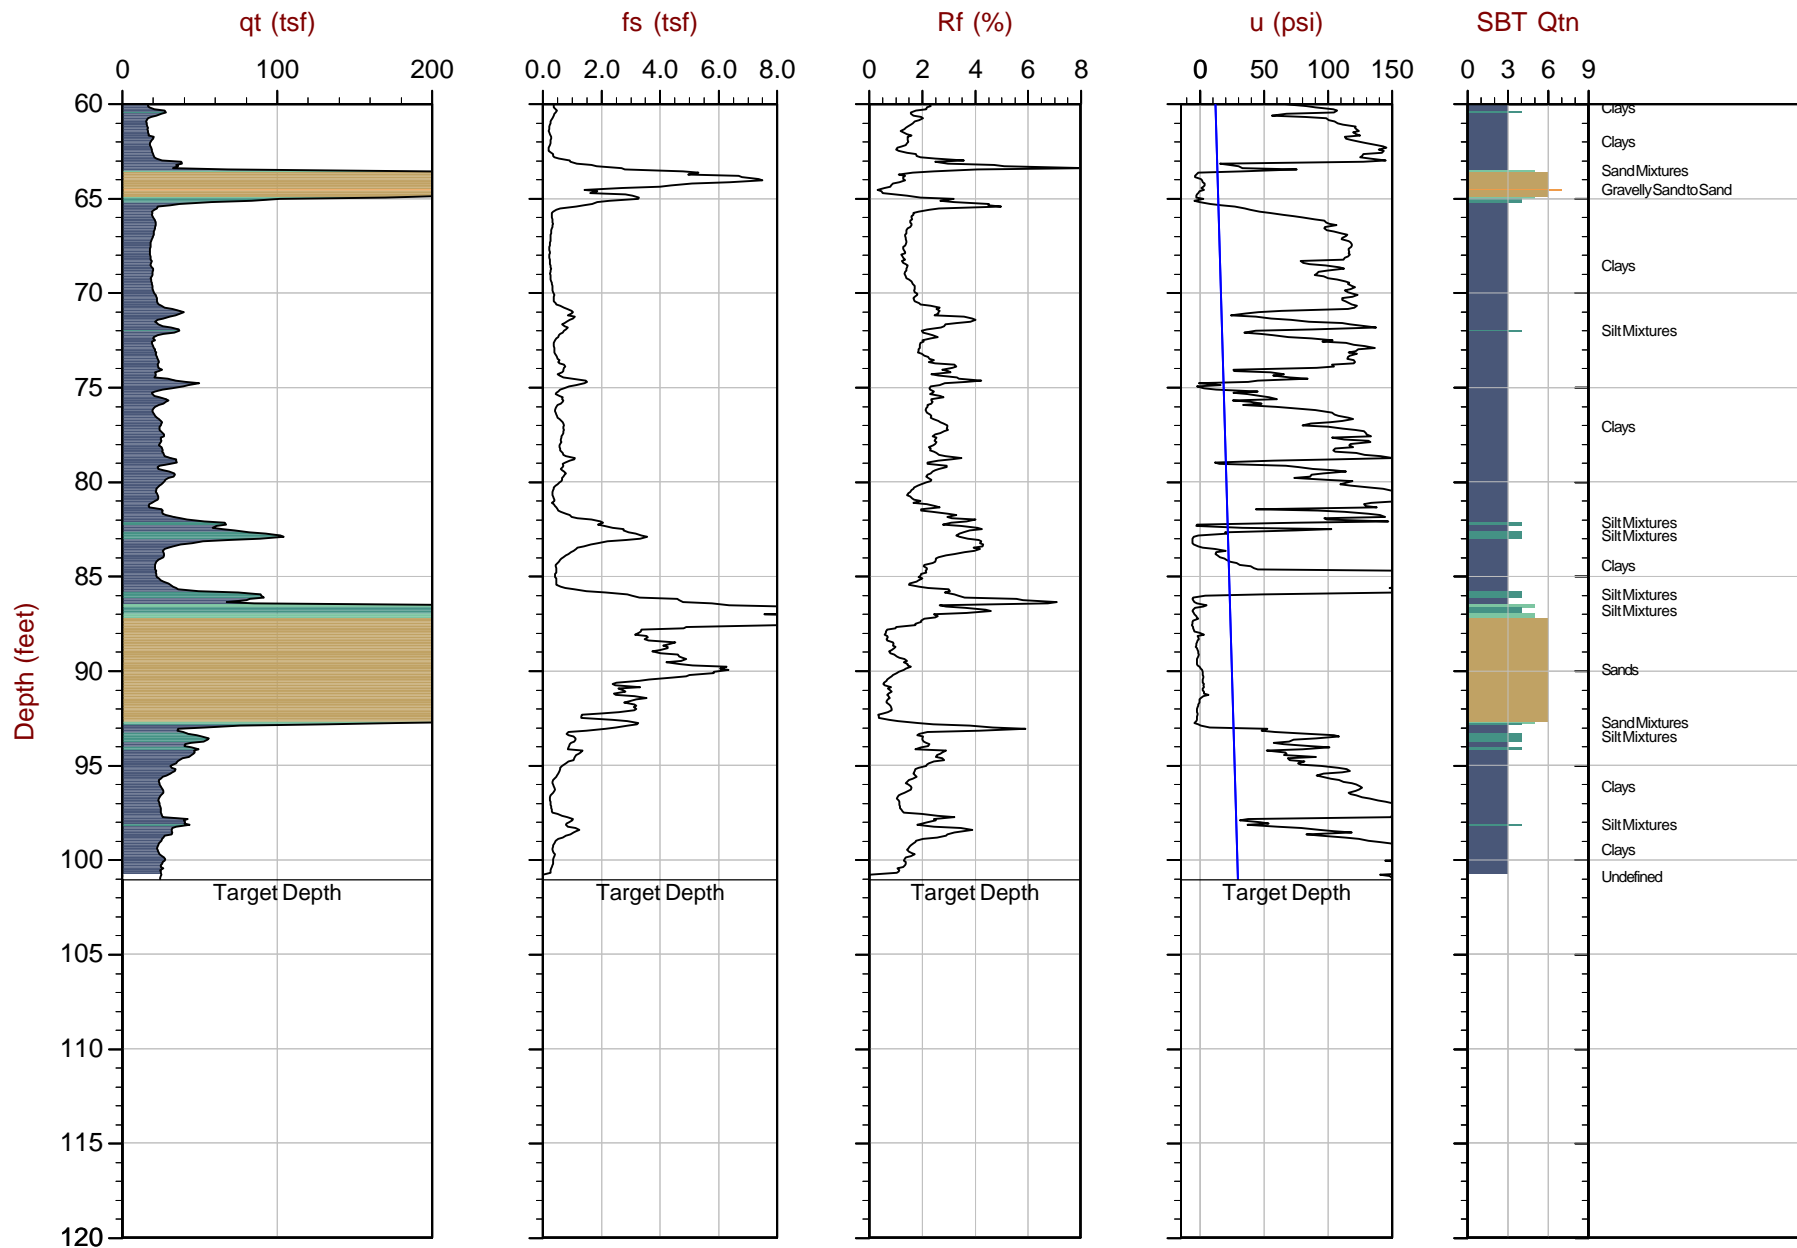 qt (tsf)
fs (tsf)
Rf (%)
u (psi)
SBT Qtn
0 100 200
0.0 2.0 4.0 6.0 8.0
0 2 4 6 8
0 50 100 150
0 3 6 9
Depth (feet)
60
65
70
75
80
85
90
95
100
105
110
115
120
Clays
Clays
Sand Mixtures
Gravelly Sand to Sand
Clays
Silt Mixtures
Clays
Silt Mixtures
Silt Mixtures
Clays
Silt Mixtures
Silt Mixtures
Sands
Sand Mixtures
Silt Mixtures
Clays
Silt Mixtures
Clays
Undefined
Target Depth
Target Depth
Target Depth
Target Depth